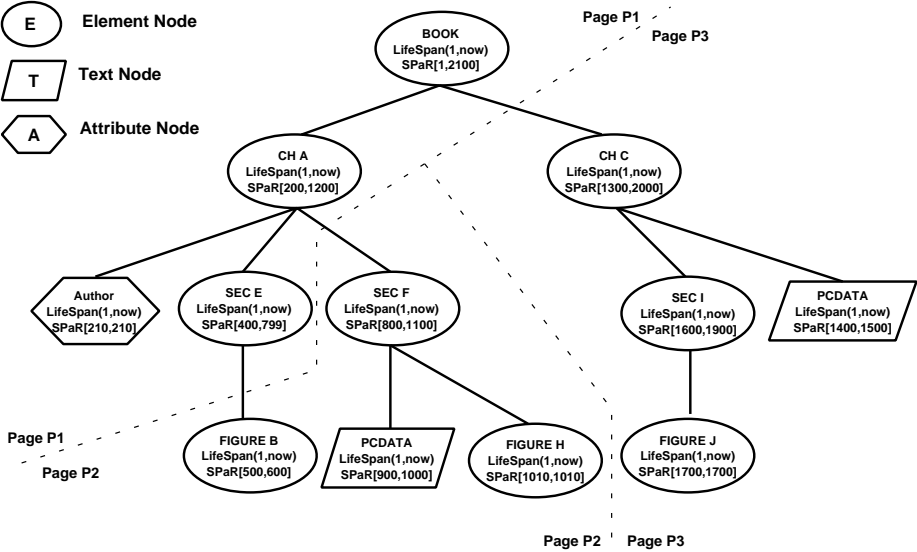 E
Element Node
T
Text Node
A
Attribute Node
Page P1
Page P3
BOOK
LifeSpan(1,now)
SPaR[1,2100]
CH A
LifeSpan(1,now)
SPaR[200,1200]
CH C
LifeSpan(1,now)
SPaR[1300,2000]
Author
LifeSpan(1,now)
SPaR[210,210]
SEC E
LifeSpan(1,now)
SPaR[400,799]
SEC F
LifeSpan(1,now)
SPaR[800,1100]
SEC I
LifeSpan(1,now)
SPaR[1600,1900]
PCDATA
LifeSpan(1,now)
SPaR[1400,1500]
Page P1
Page P2
FIGURE B
LifeSpan(1,now)
SPaR[500,600]
PCDATA
LifeSpan(1,now)
SPaR[900,1000]
FIGURE H
LifeSpan(1,now)
SPaR[1010,1010]
FIGURE J
LifeSpan(1,now)
SPaR[1700,1700]
Page P2
Page P3